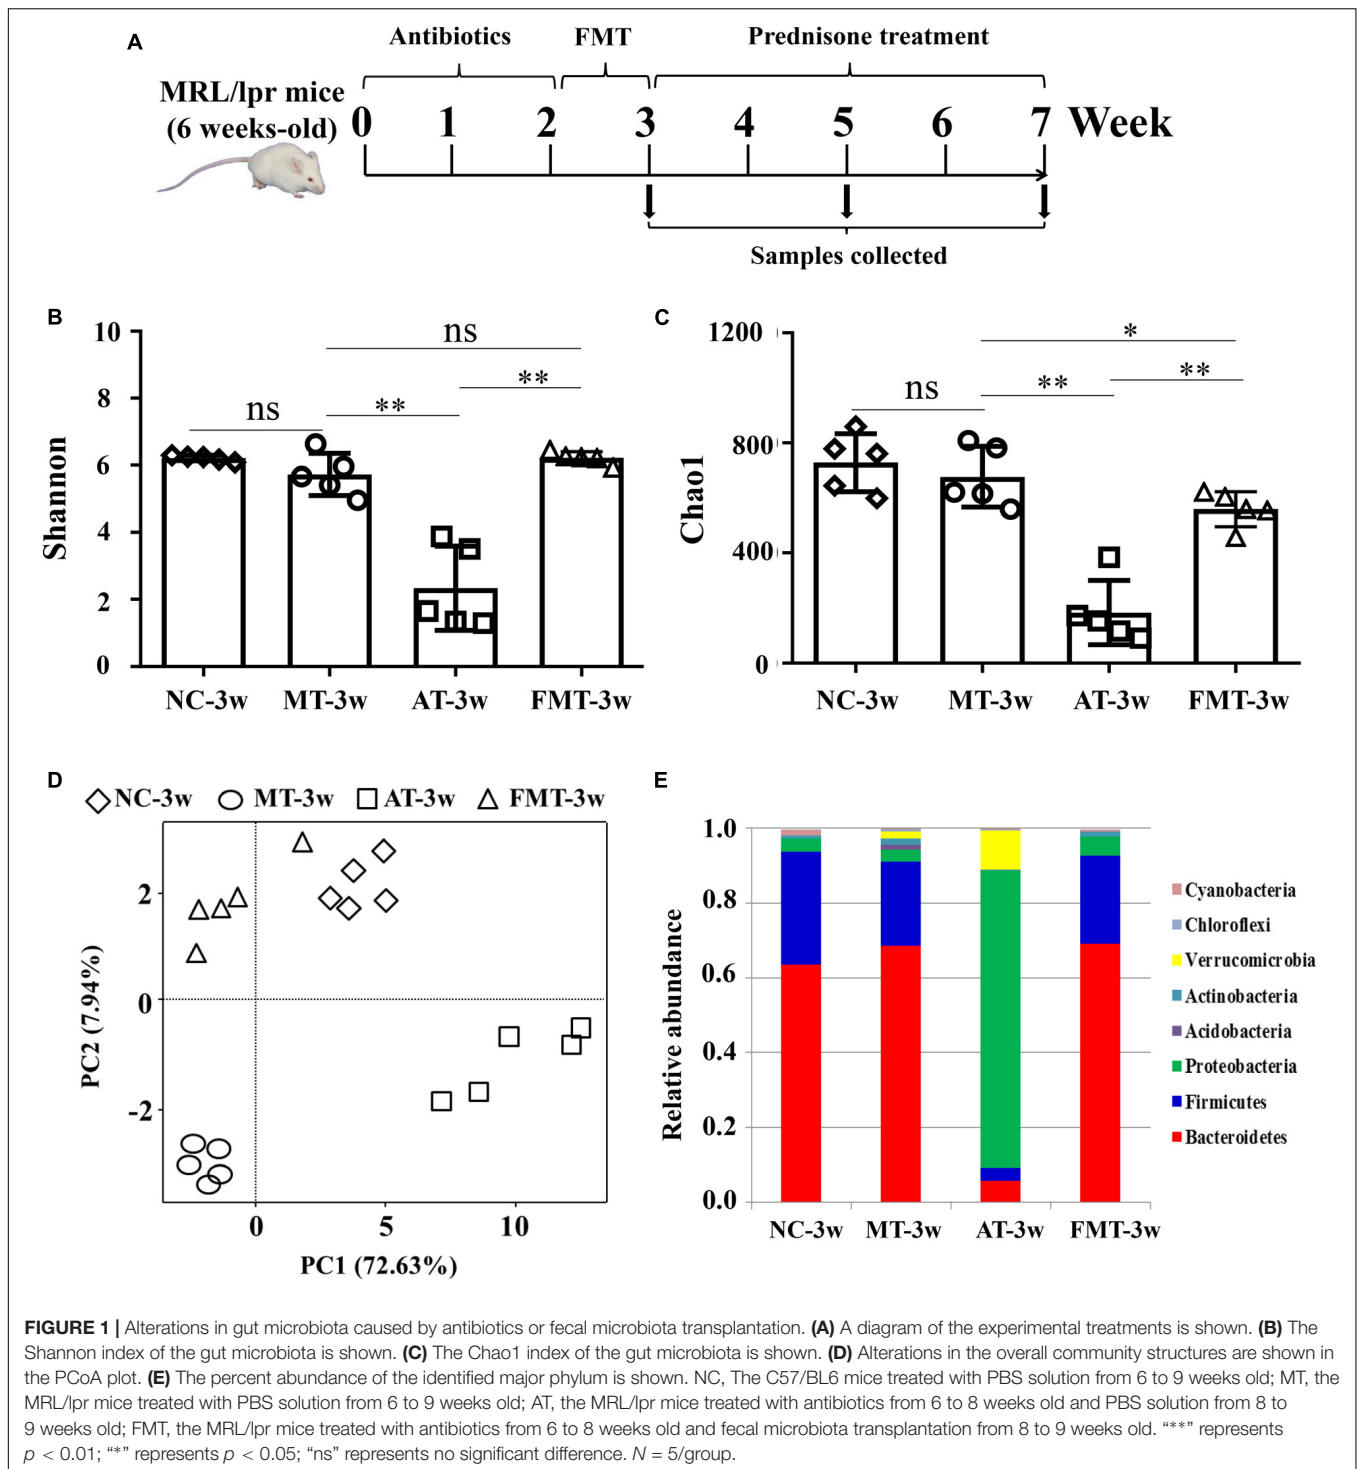 A
Antibiotics FMT Prednisone treatment
MRL/lpr mice
(6 weeks-old)
0 1 2 3 4 5 6 7 Week
Samples collected
B
10
8
6
4
2
0
Shannon
ns
**
**
ns
NC-3w MT-3w AT-3w FMT-3w
C
1200
800
400
0
Chao1
ns
**
**
*
NC-3w MT-3w AT-3w FMT-3w
D
NC-3w MT-3w AT-3w FMT-3w
2
0
-2
PC2 (7.94%)
0 5 10
PC1 (72.63%)
E
1.0
0.8
0.6
0.4
0.2
0.0
Relative abundance
NC-3w MT-3w AT-3w FMT-3w
Cyanobacteria
Chloroflexi
Verrucomicrobia
Actinobacteria
Acidobacteria
Proteobacteria
Firmicutes
Bacteroidetes
FIGURE 1 | Alterations in gut microbiota caused by antibiotics or fecal microbiota transplantation. (A) A diagram of the experimental treatments is shown. (B) The
Shannon index of the gut microbiota is shown. (C) The Chao1 index of the gut microbiota is shown. (D) Alterations in the overall community structures are shown in
the PCoA plot. (E) The percent abundance of the identified major phylum is shown. NC, The C57/BL6 mice treated with PBS solution from 6 to 9 weeks old; MT, the
MRL/lpr mice treated with PBS solution from 6 to 9 weeks old; AT, the MRL/lpr mice treated with antibiotics from 6 to 8 weeks old and PBS solution from 8 to
9 weeks old; FMT, the MRL/lpr mice treated with antibiotics from 6 to 8 weeks old and fecal microbiota transplantation from 8 to 9 weeks old. “**” represents
p < 0.01; “*” represents p < 0.05; “ns” represents no significant difference. N = 5/group.